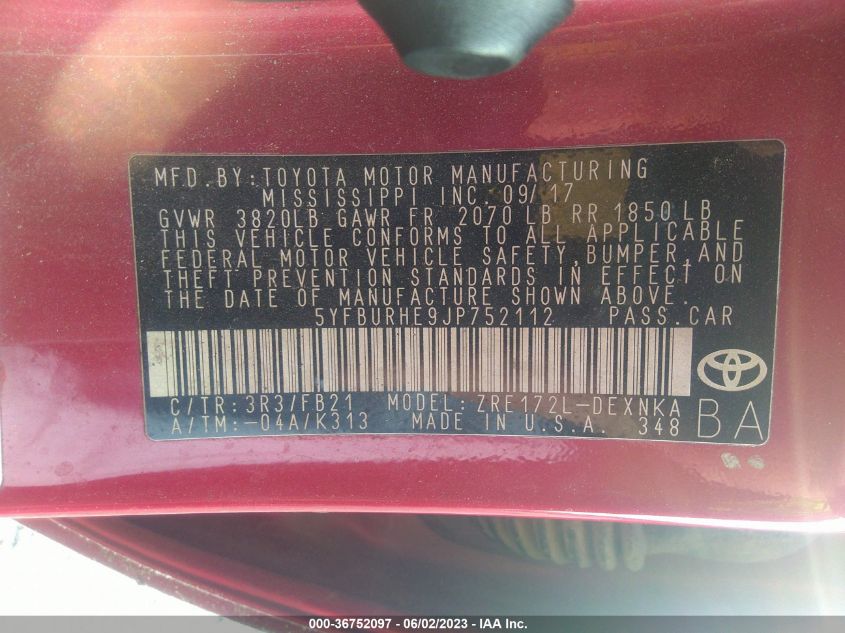 MFD.BY:TOYOTA MOTOR MANUFACTURING
MISSISSIPPI INC.09/17
GVWR 3820LB GAWR FR 2070 LB RR 1850 LB
THIS VEHICLE CONFORMS TO ALL APPLICABLE
FEDERAL MOTOR VEHICLE SAFETY,BUMPER,AND
THEFT PREVENTION STANDARDS IN EFFECT ON
THE DATE OF MANUFACTURE SHOWN ABOVE.
5YFBURHE9JP752112 PASS.CAR
C/TR:3R3/FB21 MODEL:ZRE172L-DEXNKA
A/TM:-04A/K313 MADE IN U.S.A. 348
BA
000-36752097 - 06/02/2023 - IAA Inc.